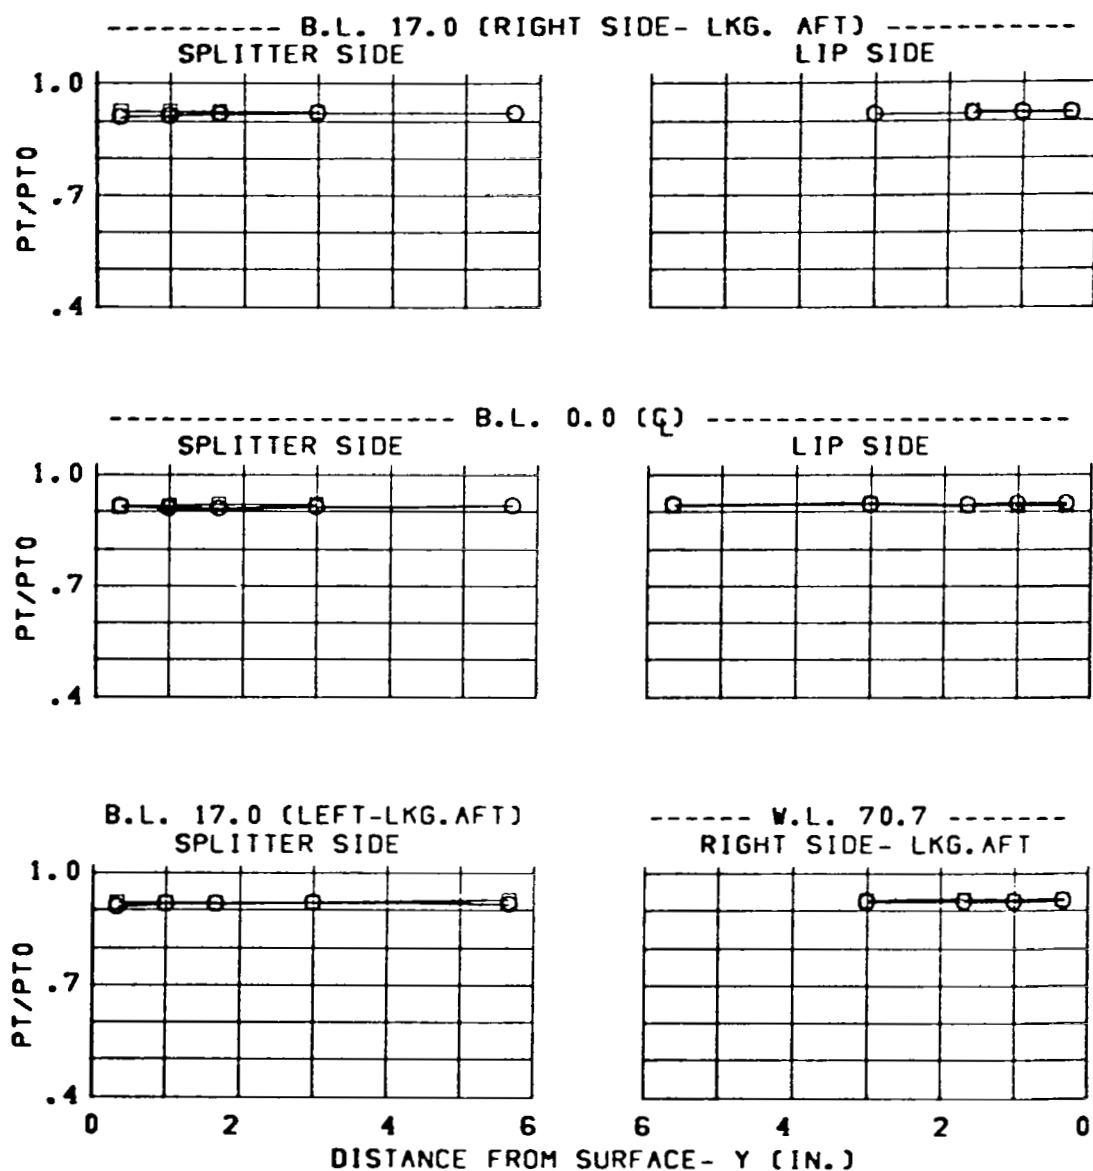 ---------- B.L. 17.0 (RIGHT SIDE- LKG. AFT) ----------
SPLITTER SIDE LIP SIDE
1.0
.7
.4
PT/PTO
------------------- B.L. 0.0 (℄) --------------------
SPLITTER SIDE LIP SIDE
1.0
.7
.4
PT/PTO
B.L. 17.0 (LEFT-LKG.AFT) ------ W.L. 70.7 -------
SPLITTER SIDE RIGHT SIDE- LKG.AFT
1.0
.7
.4
PT/PTO
0 2 4 6 6 4 2 0
DISTANCE FROM SURFACE- Y (IN.)